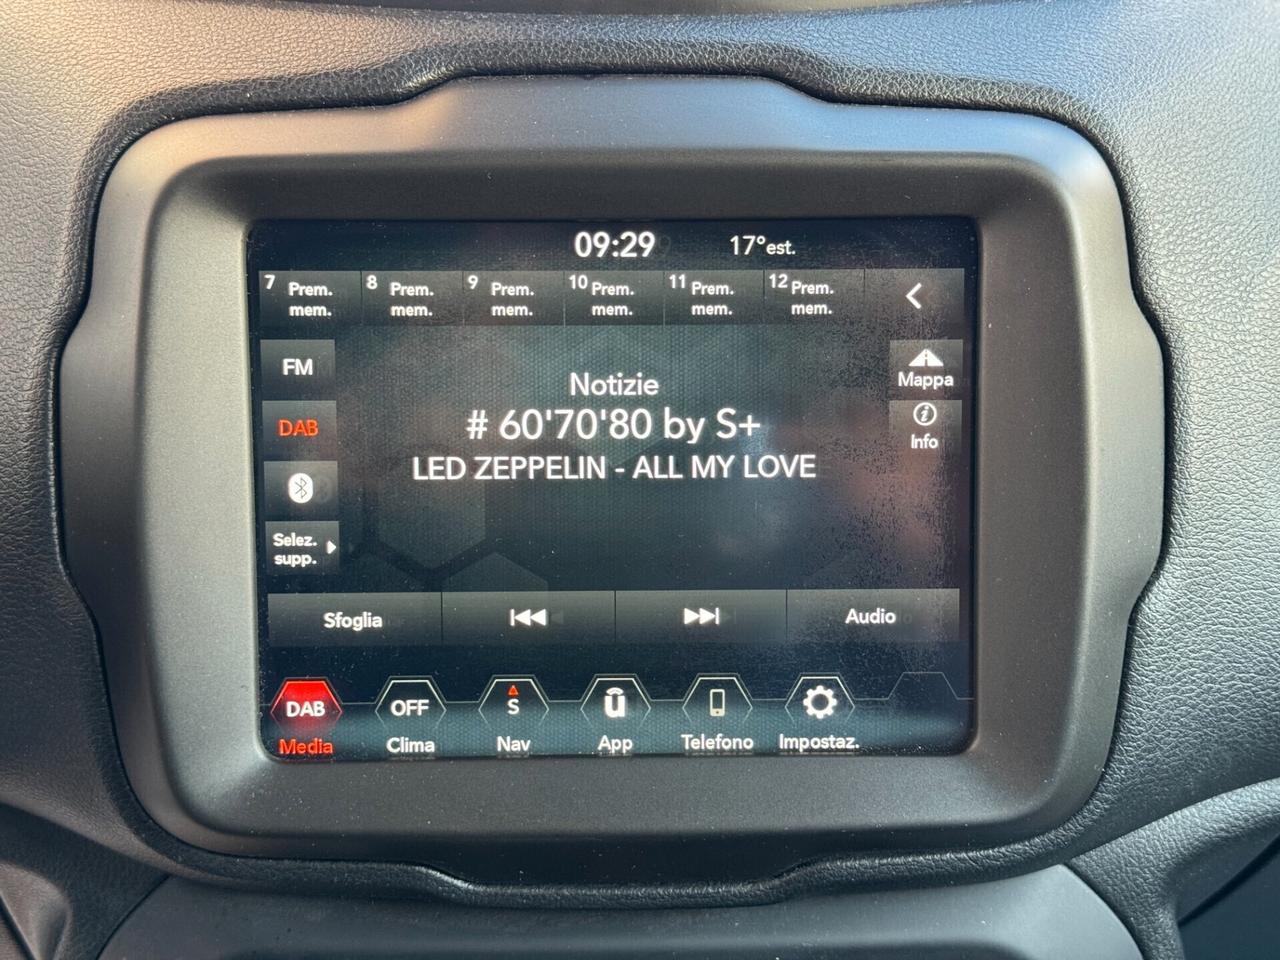 09:29 17°est.
7 Prem. mem.
8 Prem. mem.
9 Prem. mem.
10 Prem. mem.
11 Prem. mem.
12 Prem. mem.
FM
DAB
Selez. supp.
Notizie
# 60'70'80 by S+
LED ZEPPELIN - ALL MY LOVE
Mappa
Info
Sfoglia
Audio
DAB
Media
OFF
Clima
S
Nav
û
App
Telefono
Impostaz.